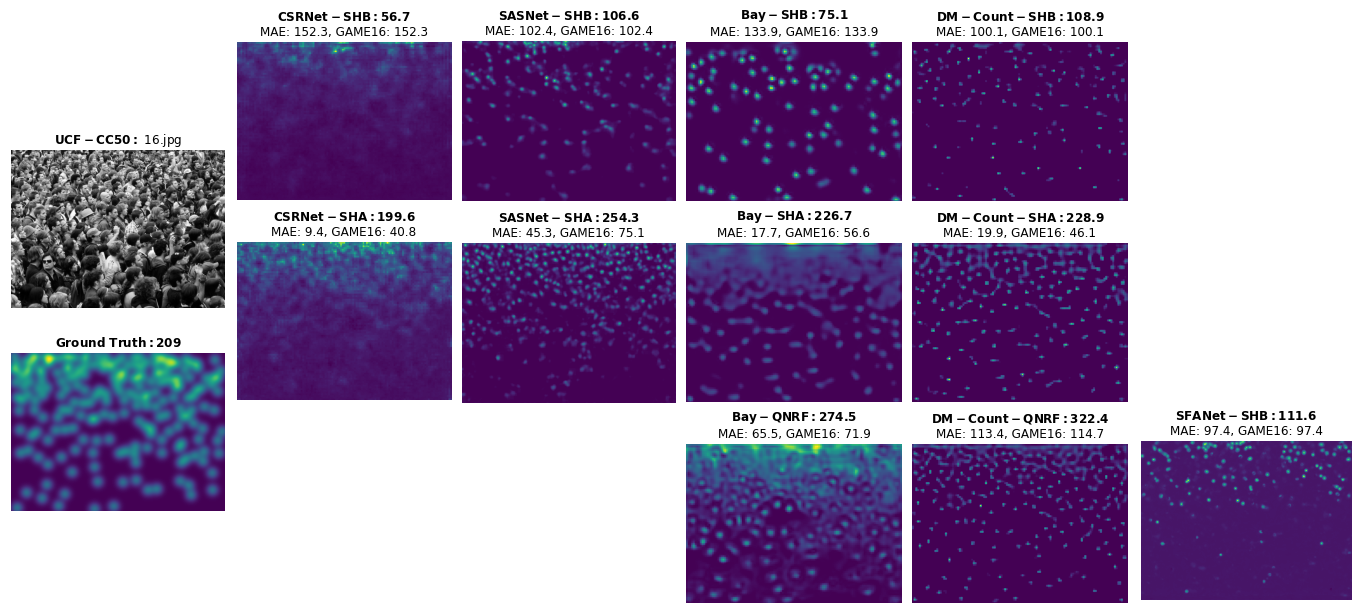 CSRNet − SHB : 56.7
MAE: 152.3, GAME16: 152.3
SASNet − SHB : 106.6
MAE: 102.4, GAME16: 102.4
Bay − SHB : 75.1
MAE: 133.9, GAME16: 133.9
DM − Count − SHB : 108.9
MAE: 100.1, GAME16: 100.1
UCF − CC50 : 16.jpg
CSRNet − SHA : 199.6
MAE: 9.4, GAME16: 40.8
SASNet − SHA : 254.3
MAE: 45.3, GAME16: 75.1
Bay − SHA : 226.7
MAE: 17.7, GAME16: 56.6
DM − Count − SHA : 228.9
MAE: 19.9, GAME16: 46.1
Ground Truth : 209
Bay − QNRF : 274.5
MAE: 65.5, GAME16: 71.9
DM − Count − QNRF : 322.4
MAE: 113.4, GAME16: 114.7
SFANet − SHB : 111.6
MAE: 97.4, GAME16: 97.4